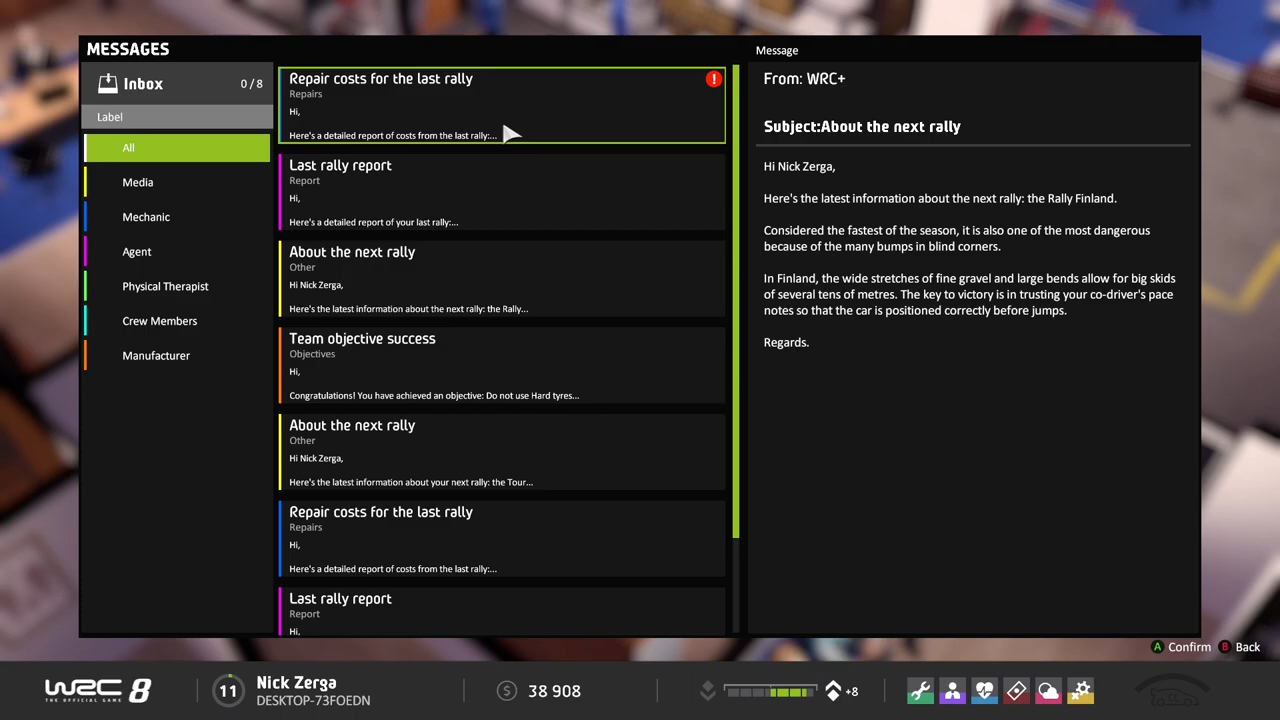 MESSAGES
Inbox 0/8
Label
All
Media
Mechanic
Agent
Physical Therapist
Crew Members
Manufacturer
Repair costs for the last rally
Repairs
Hi,
Here's a detailed report of costs from the last rally:...
Last rally report
Report
Hi,
Here's a detailed report of your last rally:...
About the next rally
Other
Hi Nick Zerga,
Here's the latest information about the next rally: the Rally...
Team objective success
Objectives
Hi,
Congratulations! You have achieved an objective: Do not use Hard tyres...
About the next rally
Other
Hi Nick Zerga,
Here's the latest information about your next rally: the Tour...
Repair costs for the last rally
Repairs
Hi,
Here's a detailed report of costs from the last rally:...
Last rally report
Report
Hi,
Message
From: WRC+
Subject:About the next rally
Hi Nick Zerga,
Here's the latest information about the next rally: the Rally Finland.
Considered the fastest of the season, it is also one of the most dangerous
because of the many bumps in blind corners.
In Finland, the wide stretches of fine gravel and large bends allow for big skids
of several tens of metres. The key to victory is in trusting your co-driver's pace
notes so that the car is positioned correctly before jumps.
Regards.
A Confirm B Back
WRC 8
THE OFFICIAL GAME
11
Nick Zerga
DESKTOP-73FOEDN
$ 38 908
+8